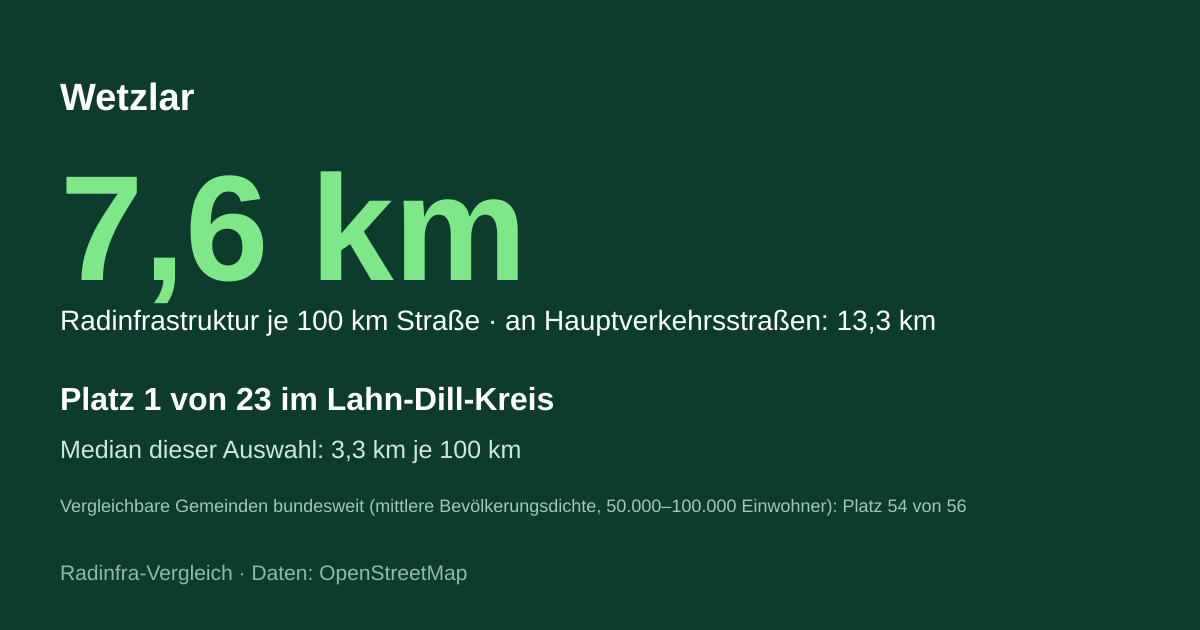 Wetzlar
7,6 km
Radinfrastruktur je 100 km Straße · an Hauptverkehrsstraßen: 13,3 km
Platz 1 von 23 im Lahn-Dill-Kreis
Median dieser Auswahl: 3,3 km je 100 km
Vergleichbare Gemeinden bundesweit (mittlere Bevölkerungsdichte, 50.000–100.000 Einwohner): Platz 54 von 56
Radinfra-Vergleich · Daten: OpenStreetMap